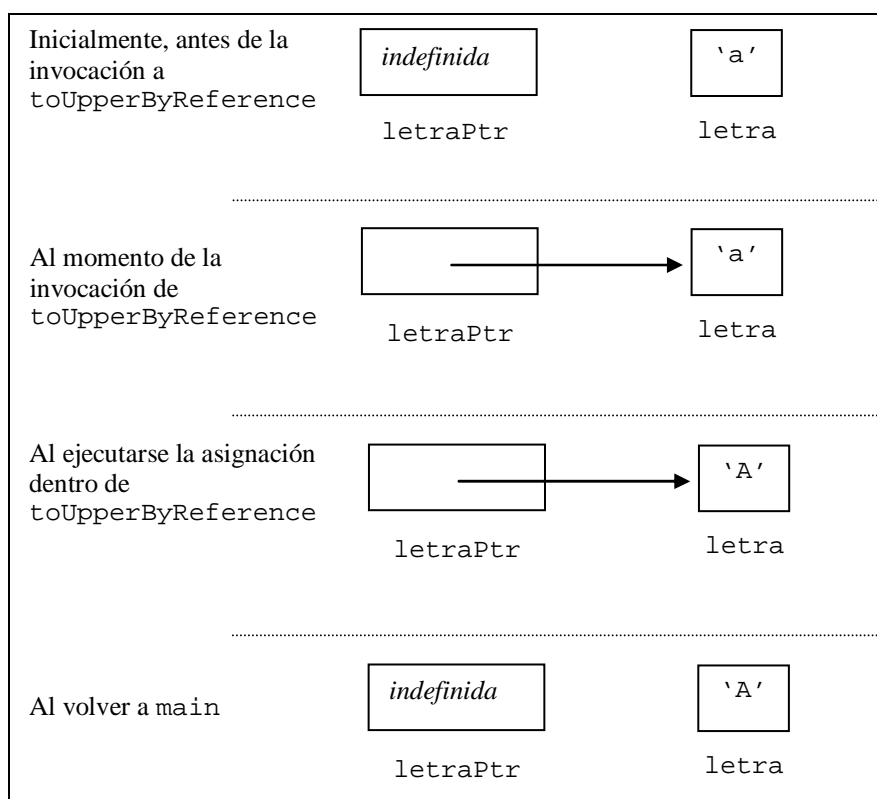 Inicialmente, antes de la
invocación a
toUpperByReference
indefinida
‘a’
letraPtr
letra
Al momento de la
invocación de
toUpperByReference
‘a’
letraPtr
letra
Al ejecutarse la asignación
dentro de
toUpperByReference
‘A’
letraPtr
letra
Al volver a main
indefinida
‘A’
letraPtr
letra